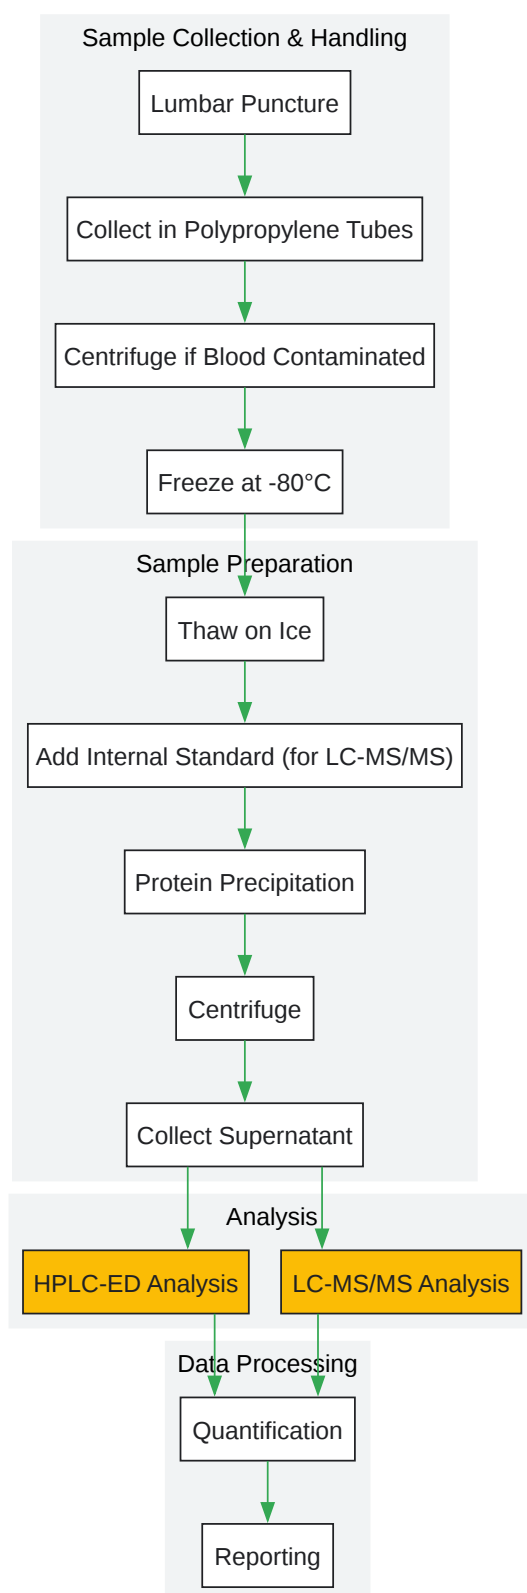 Sample Collection & Handling
Lumbar Puncture
Collect in Polypropylene Tubes
Centrifuge if Blood Contaminated
Freeze at -80°C
Sample Preparation
Thaw on Ice
Add Internal Standard (for LC-MS/MS)
Protein Precipitation
Centrifuge
Collect Supernatant
Analysis
HPLC-ED Analysis
LC-MS/MS Analysis
Data Processing
Quantification
Reporting